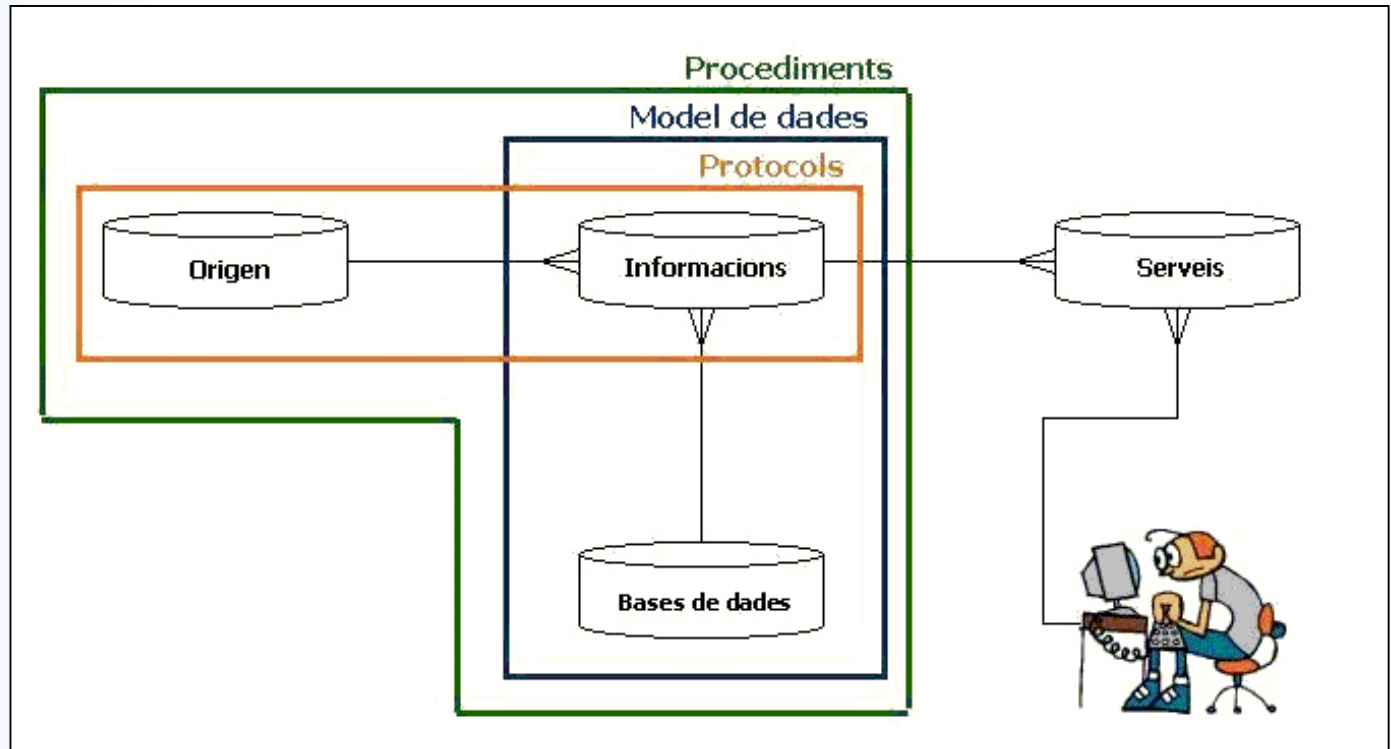 Procediments
Model de dades
Protocols
Origen
Informacions
Serveis
Bases de dades